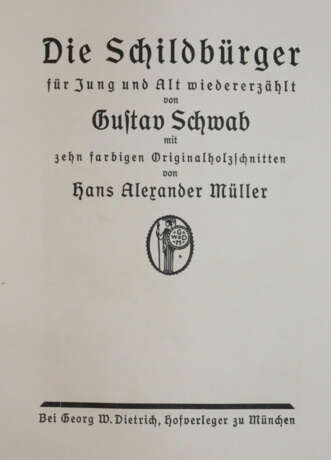 Die Schildbürger
für Jung und Alt wiedererzählt
von
Gustav Schwab
mit
zehn farbigen Originalholzschnitten
von
Hans Alexander Müller
G
W D
M
Bei Georg W. Dietrich, Hofverleger zu München